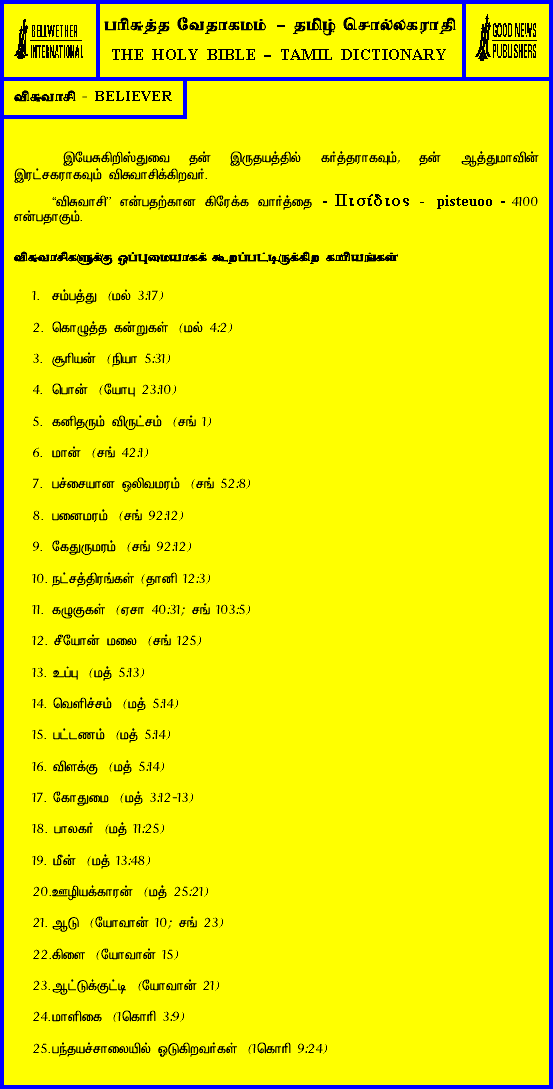 BELLWETHER
INTERNATIONAL
பரிசுத்த வேதாகமம் – தமிழ் சொல்லகராதி
THE HOLY BIBLE – TAMIL DICTIONARY
GOOD NEWS
PUBLISHERS
விசுவாசி - BELIEVER
இயேசுகிறிஸ்துவை தன் இருதயத்தில் கர்த்தராகவும், தன் ஆத்துமாவின்
இரட்சகராகவும் விசுவாசிக்கிறவர்.
“விசுவாசி” என்பதற்கான கிரேக்க வார்த்தை - Πισίδιος - pisteuoo - 4100
என்பதாகும்.
விசுவாசிகளுக்கு ஒப்புமையாகக் கூறப்பட்டிருக்கிற காரியங்கள்
1. சம்பத்து (மல் 3:17)
2. கொழுத்த கன்றுகள் (மல் 4:2)
3. சூரியன் (நியா 5:31)
4. பொன் (யோபு 23:10)
5. கனிதரும் விருட்சம் (சங் 1)
6. மான் (சங் 42:1)
7. பச்சையான ஒலிவமரம் (சங் 52:8)
8. பனைமரம் (சங் 92:12)
9. கேதுருமரம் (சங் 92:12)
10. நட்சத்திரங்கள் (தானி 12:3)
11. கழுகுகள் (ஏசா 40:31; சங் 103:5)
12. சீயோன் மலை (சங் 125)
13. உப்பு (மத் 5:13)
14. வெளிச்சம் (மத் 5:14)
15. பட்டணம் (மத் 5:14)
16. விளக்கு (மத் 5:14)
17. கோதுமை (மத் 3:12-13)
18. பாலகர் (மத் 11:25)
19. மீன் (மத் 13:48)
20.ஊழியக்காரன் (மத் 25:21)
21. ஆடு (யோவான் 10; சங் 23)
22.கிளை (யோவான் 15)
23.ஆட்டுக்குட்டி (யோவான் 21)
24.மாளிகை (1கொரி 3:9)
25.பந்தயச்சாலையில் ஓடுகிறவர்கள் (1கொரி 9:24)